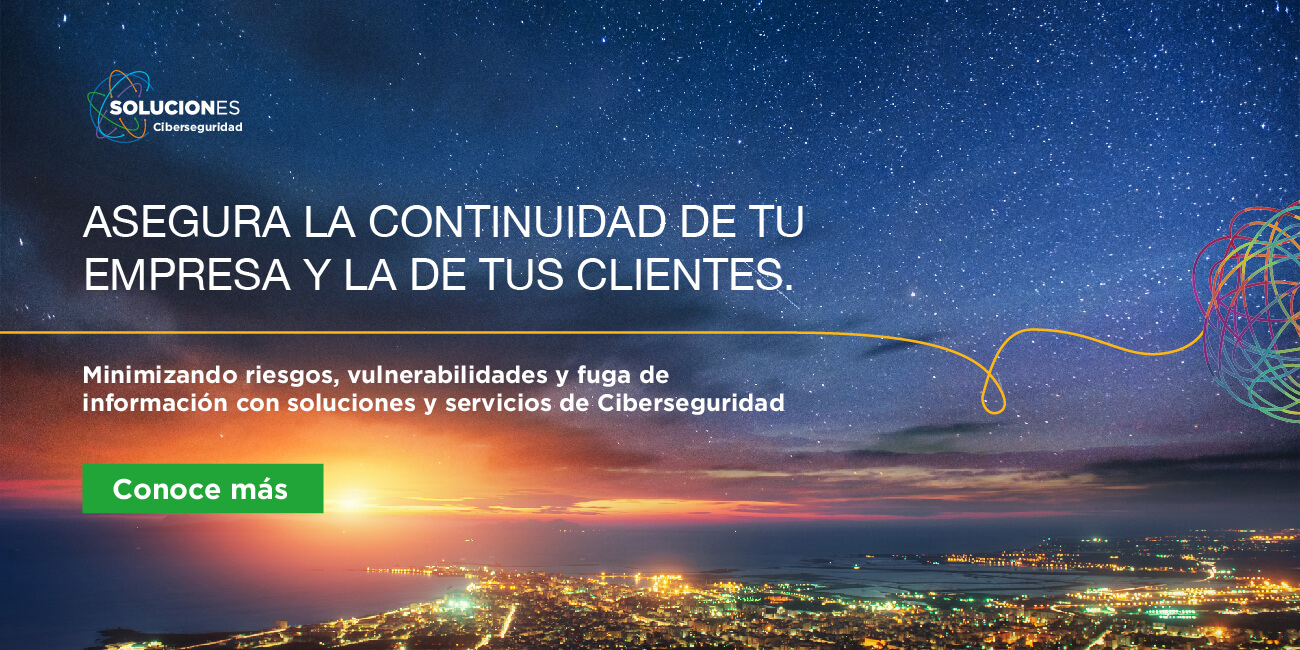 SOLUCIONES
Ciberseguridad
ASEGURA LA CONTINUIDAD DE TU
EMPRESA Y LA DE TUS CLIENTES.
Minimizando riesgos, vulnerabilidades y fuga de
información con soluciones y servicios de Ciberseguridad
Conoce más